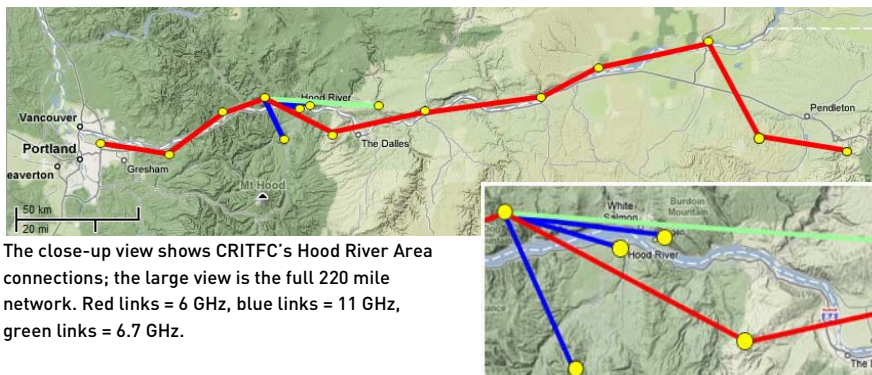 Vancouver
Portland
eaverton
Gresham
Hood River
The Dalles
Mt Hood
Pendleton
50 km
20 mi
White
Salmon
Burdoin
Mountain
Hood River
84
The
The close-up view shows CRITFC's Hood River Area
connections; the large view is the full 220 mile
network. Red links = 6 GHz, blue links = 11 GHz,
green links = 6.7 GHz.